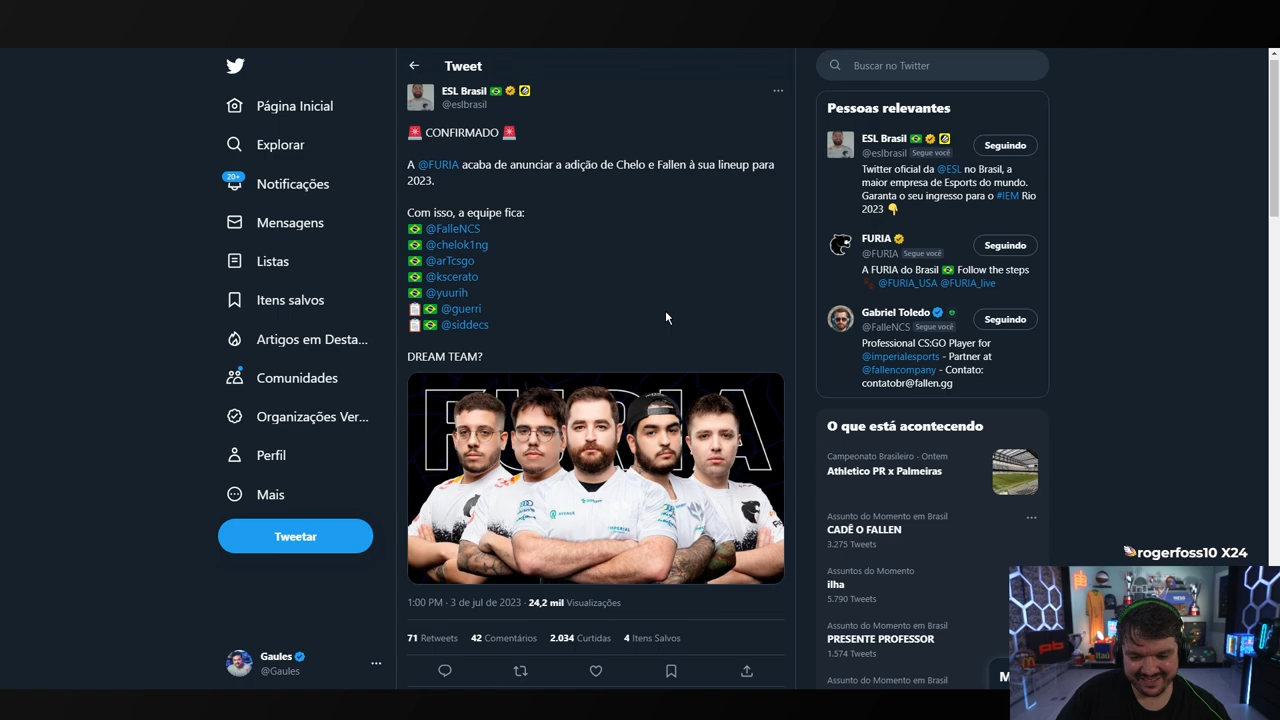 Tweet
Página Inicial
Explorar
20+
Notificações
Mensagens
Listas
Itens salvos
Artigos em Desta...
Comunidades
Organizações Ver...
Perfil
Mais
Tweetar
Gaules
@Gaules
ESL Brasil 🇧🇷
@eslbrasil
🚨 CONFIRMADO 🚨
A @FURIA acaba de anunciar a adição de Chelo e Fallen à sua lineup para
2023.
Com isso, a equipe fica:
🇧🇷 @FalleNCS
🇧🇷 @chelok1ng
🇧🇷 @arTcsgo
🇧🇷 @kscerato
🇧🇷 @yuurih
📋🇧🇷 @guerri
📋🇧🇷 @siddecs
DREAM TEAM?
FURIA
IMPERIAL
1:00 PM · 3 de jul de 2023 · 24,2 mil Visualizações
71 Retweets 42 Comentários 2.034 Curtidas 4 Itens Salvos
Buscar no Twitter
Pessoas relevantes
ESL Brasil 🇧🇷
@eslbrasil Segue você
Seguindo
Twitter oficial da @ESL no Brasil, a
maior empresa de Esports do mundo.
Garanta o seu ingresso para o #IEM Rio
2023 👇
FURIA
@FURIA Segue você
Seguindo
A FURIA do Brasil 🇧🇷 Follow the steps
🐾 @FURIA_USA @FURIA_live
Gabriel Toledo
@FalleNCS Segue você
Seguindo
Professional CS:GO Player for
@imperialesports - Partner at
@fallencompany - Contato:
contatobr@fallen.gg
O que está acontecendo
Campeonato Brasileiro · Ontem
Athletico PR x Palmeiras
Assunto do Momento em Brasil
CADÊ O FALLEN
3.275 Tweets
Assuntos do Momento
ilha
5.790 Tweets
Assunto do Momento em Brasil
PRESENTE PROFESSOR
1.574 Tweets
Assunto do Momento em Brasil
M
rogerfoss10 X24
Itaú